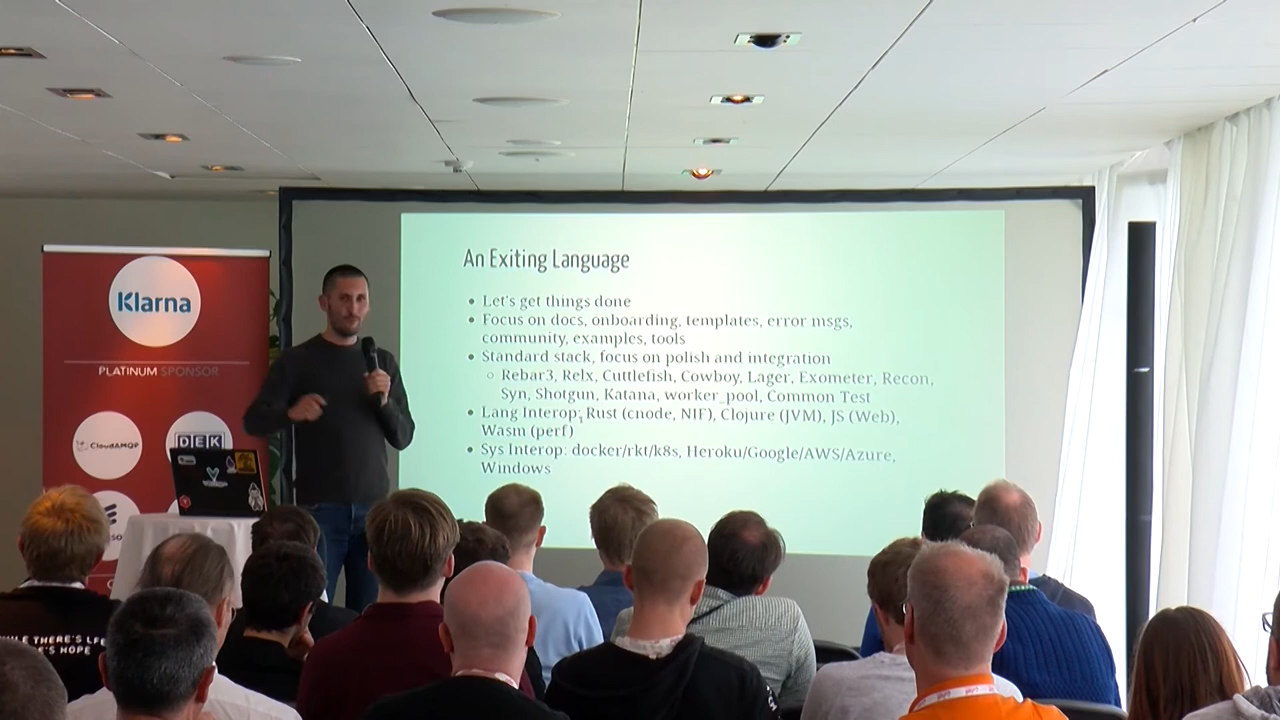 An Exiting Language
• Let's get things done
• Focus on docs, onboarding, templates, error msgs,
community, examples, tools
• Standard stack, focus on polish and integration
○ Rebar3, Relx, Cuttlefish, Cowboy, Lager, Exometer, Recon,
Syn, Shotgun, Katana, worker_pool, Common Test
• Lang Interop: Rust (cnode, NIF), Clojure (JVM), JS (Web),
Wasm (perf)
• Sys Interop: docker/rkt/k8s, Heroku/Google/AWS/Azure,
Windows
Klarna
PLATINUM SPONSOR
CloudAMQP
DEK
THERE'S
HOPE